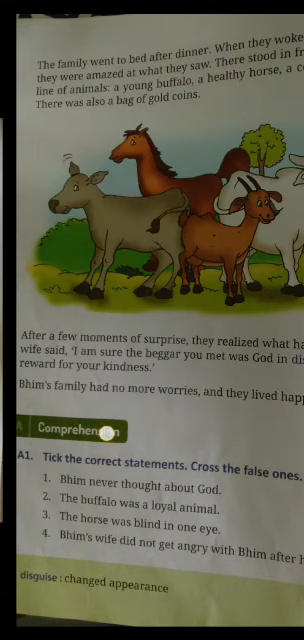 The family went to bed after dinner. When they woke
they were amazed at what they saw. There stood in
line of animals: a young buffalo, a healthy horse, a
There was also a bag of gold coins.
After a few moments of surprise, they realized what
wife said, 'I am sure the beggar you met was God in
reward for your kindness.'
Bhim's family had no more worries, and they lived
A Comprehension
A1. Tick the correct statements. Cross the false ones.
1. Bhim never thought about God.
2. The buffalo was a loyal animal.
3. The horse was blind in one eye.
4. Bhim's wife did not get angry with Bhim after
disguise : changed appearance